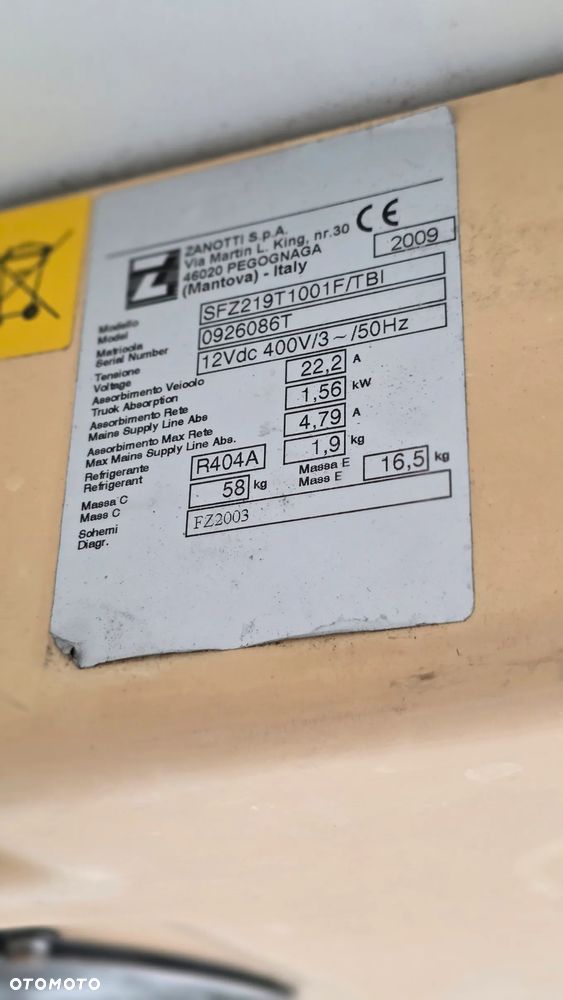 ZANOTTI S.p.A.
Via Martin L. King, nr.30
46020 PEGOGNAGA
(Mantova) - Italy
CE
2009
Modello
Model
SFZ219T1001F/TBI
Matricola
Serial Number
0926086T
Tensione
Voltage
12Vdc 400V/3~/50Hz
Assorbimento Veicolo
Truck Absorption
22,2 A
Assorbimento Rete
Mains Supply Line Abs
1,56 kW
Assorbimento Max Rete
Max Mains Supply Line Abs.
4,79 A
Refrigerante
Refrigerant
R404A
1,9 kg
Massa C
Mass C
58 kg
Massa E
Mass E
16,5 kg
Schemi
Diagr.
FZ2003
OTOMOTO